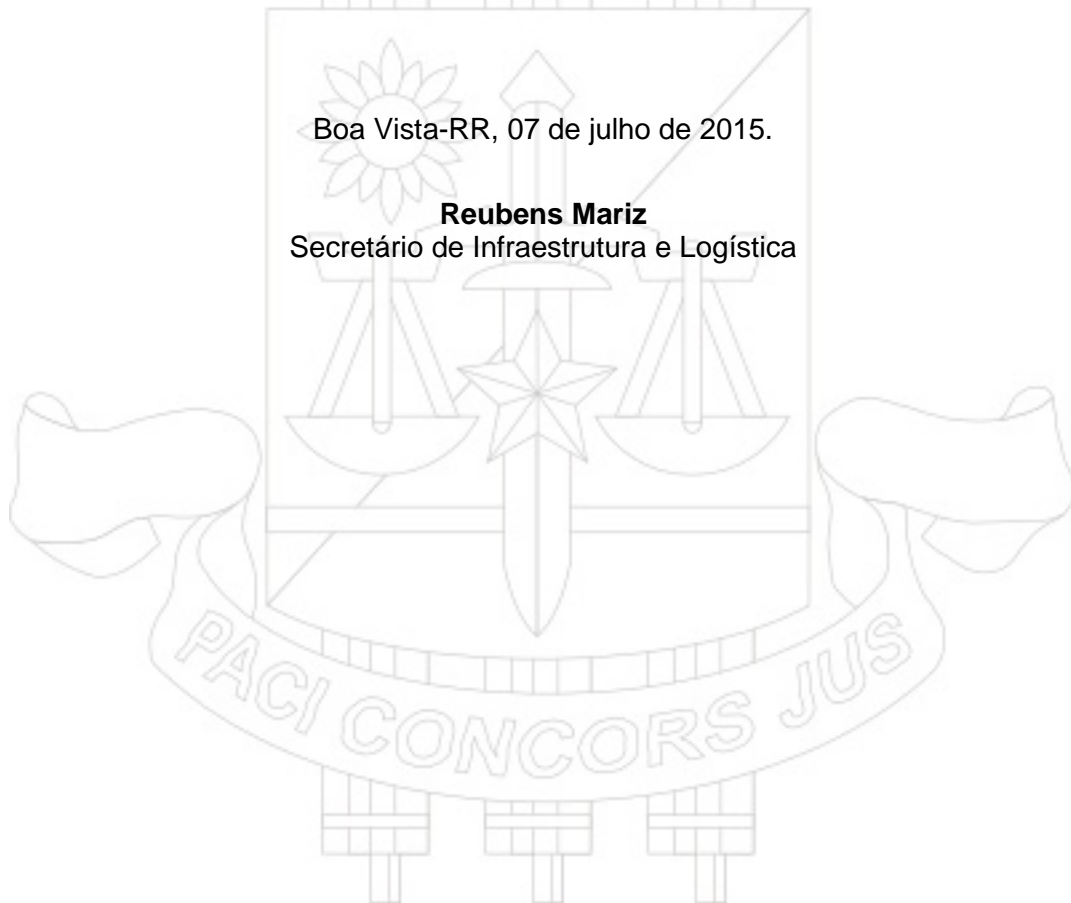 Boa Vista-RR, 07 de julho de 2015.
Reubens Mariz
Secretário de Infraestrutura e Logística
PACI CONCORS JUS